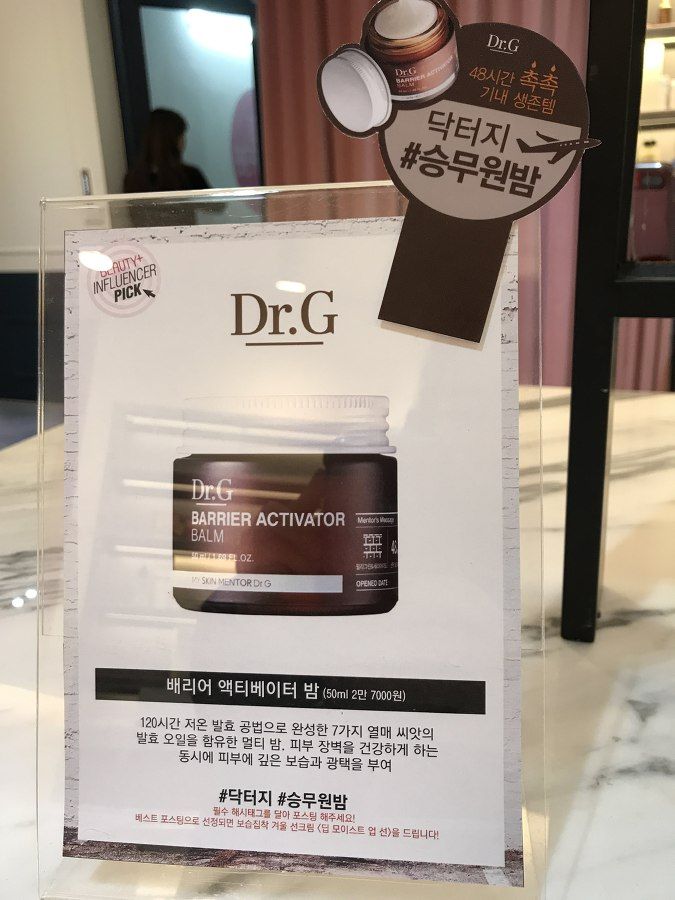 Dr.G
BARRIER ACTIVATOR
BALM
Dr.G
48시간 촉촉
기내 생존템
닥터지
#승무원밤
BEAUTY+
INFLUENCER
PICK
Dr.G
Dr.G
BARRIER ACTIVATOR
BALM
MY SKIN MENTOR Dr.G
Mentor's Message
OPENED DATE
배리어 액티베이터 밤 (50ml 2만 7000원)
120시간 저온 발효 공법으로 완성한 7가지 열매 씨앗의
발효 오일을 함유한 멀티 밤. 피부 장벽을 건강하게 하는
동시에 피부에 깊은 보습과 광택을 부여
#닥터지 #승무원밤
필수 해시태그를 달아 포스팅 해주세요!
베스트 포스팅으로 선정되면 보습집착 겨울 선크림 <딥 모이스트 업 선>을 드립니다!